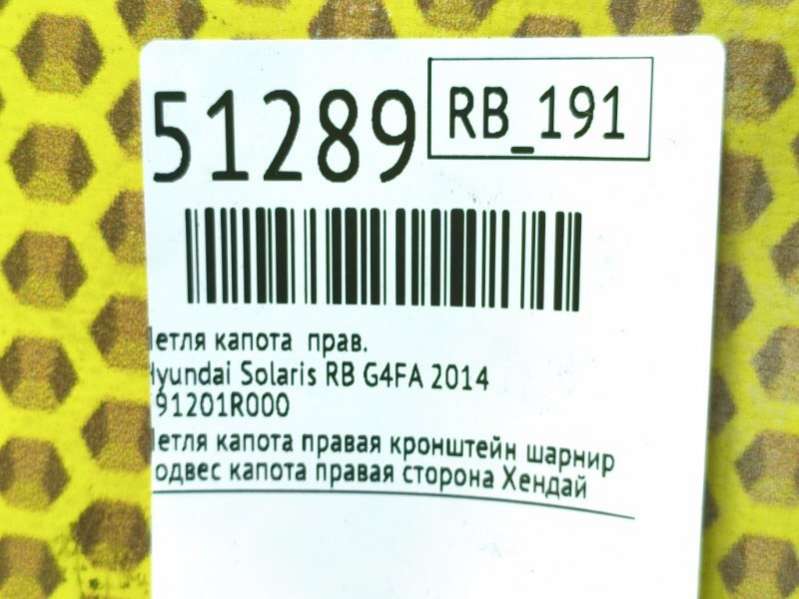 51289
RB_191
етля капота прав.
Hyundai Solaris RB G4FA 2014
91201R000
етля капота правая кронштейн шарнир
одвес капота правая сторона Хендай